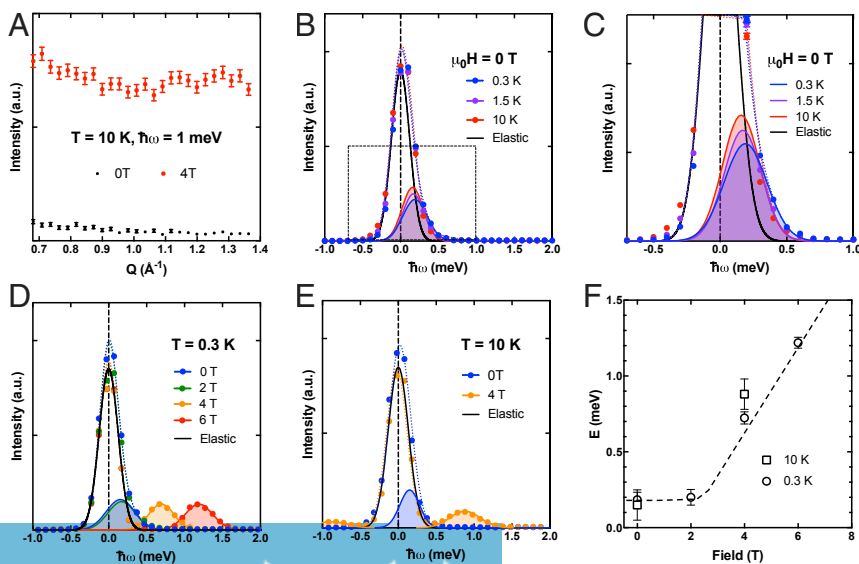 A
Intensity (a.u.)
T = 10 K, ħω = 1 meV
0T
4T
0.7 0.8 0.9 1.0 1.1 1.2 1.3 1.4
Q (Å⁻¹)
B
Intensity (a.u.)
μ₀H = 0 T
0.3 K
1.5 K
10 K
Elastic
-1.0 -0.5 0.0 0.5 1.0 1.5 2.0
ħω (meV)
C
Intensity (a.u.)
μ₀H = 0 T
0.3 K
1.5 K
10 K
Elastic
-0.5 0.0 0.5 1.0
ħω (meV)
D
Intensity (a.u.)
T = 0.3 K
0 T
2 T
4 T
6 T
Elastic
-1.0 -0.5 0.0 0.5 1.0 1.5 2.0
ħω (meV)
E
Intensity (a.u.)
T = 10 K
0T
4T
Elastic
-1.0 -0.5 0.0 0.5 1.0 1.5 2.0
ħω (meV)
F
E (meV)
1.5
1.0
0.5
0.0
10 K
0.3 K
0 2 4 6 8
Field (T)